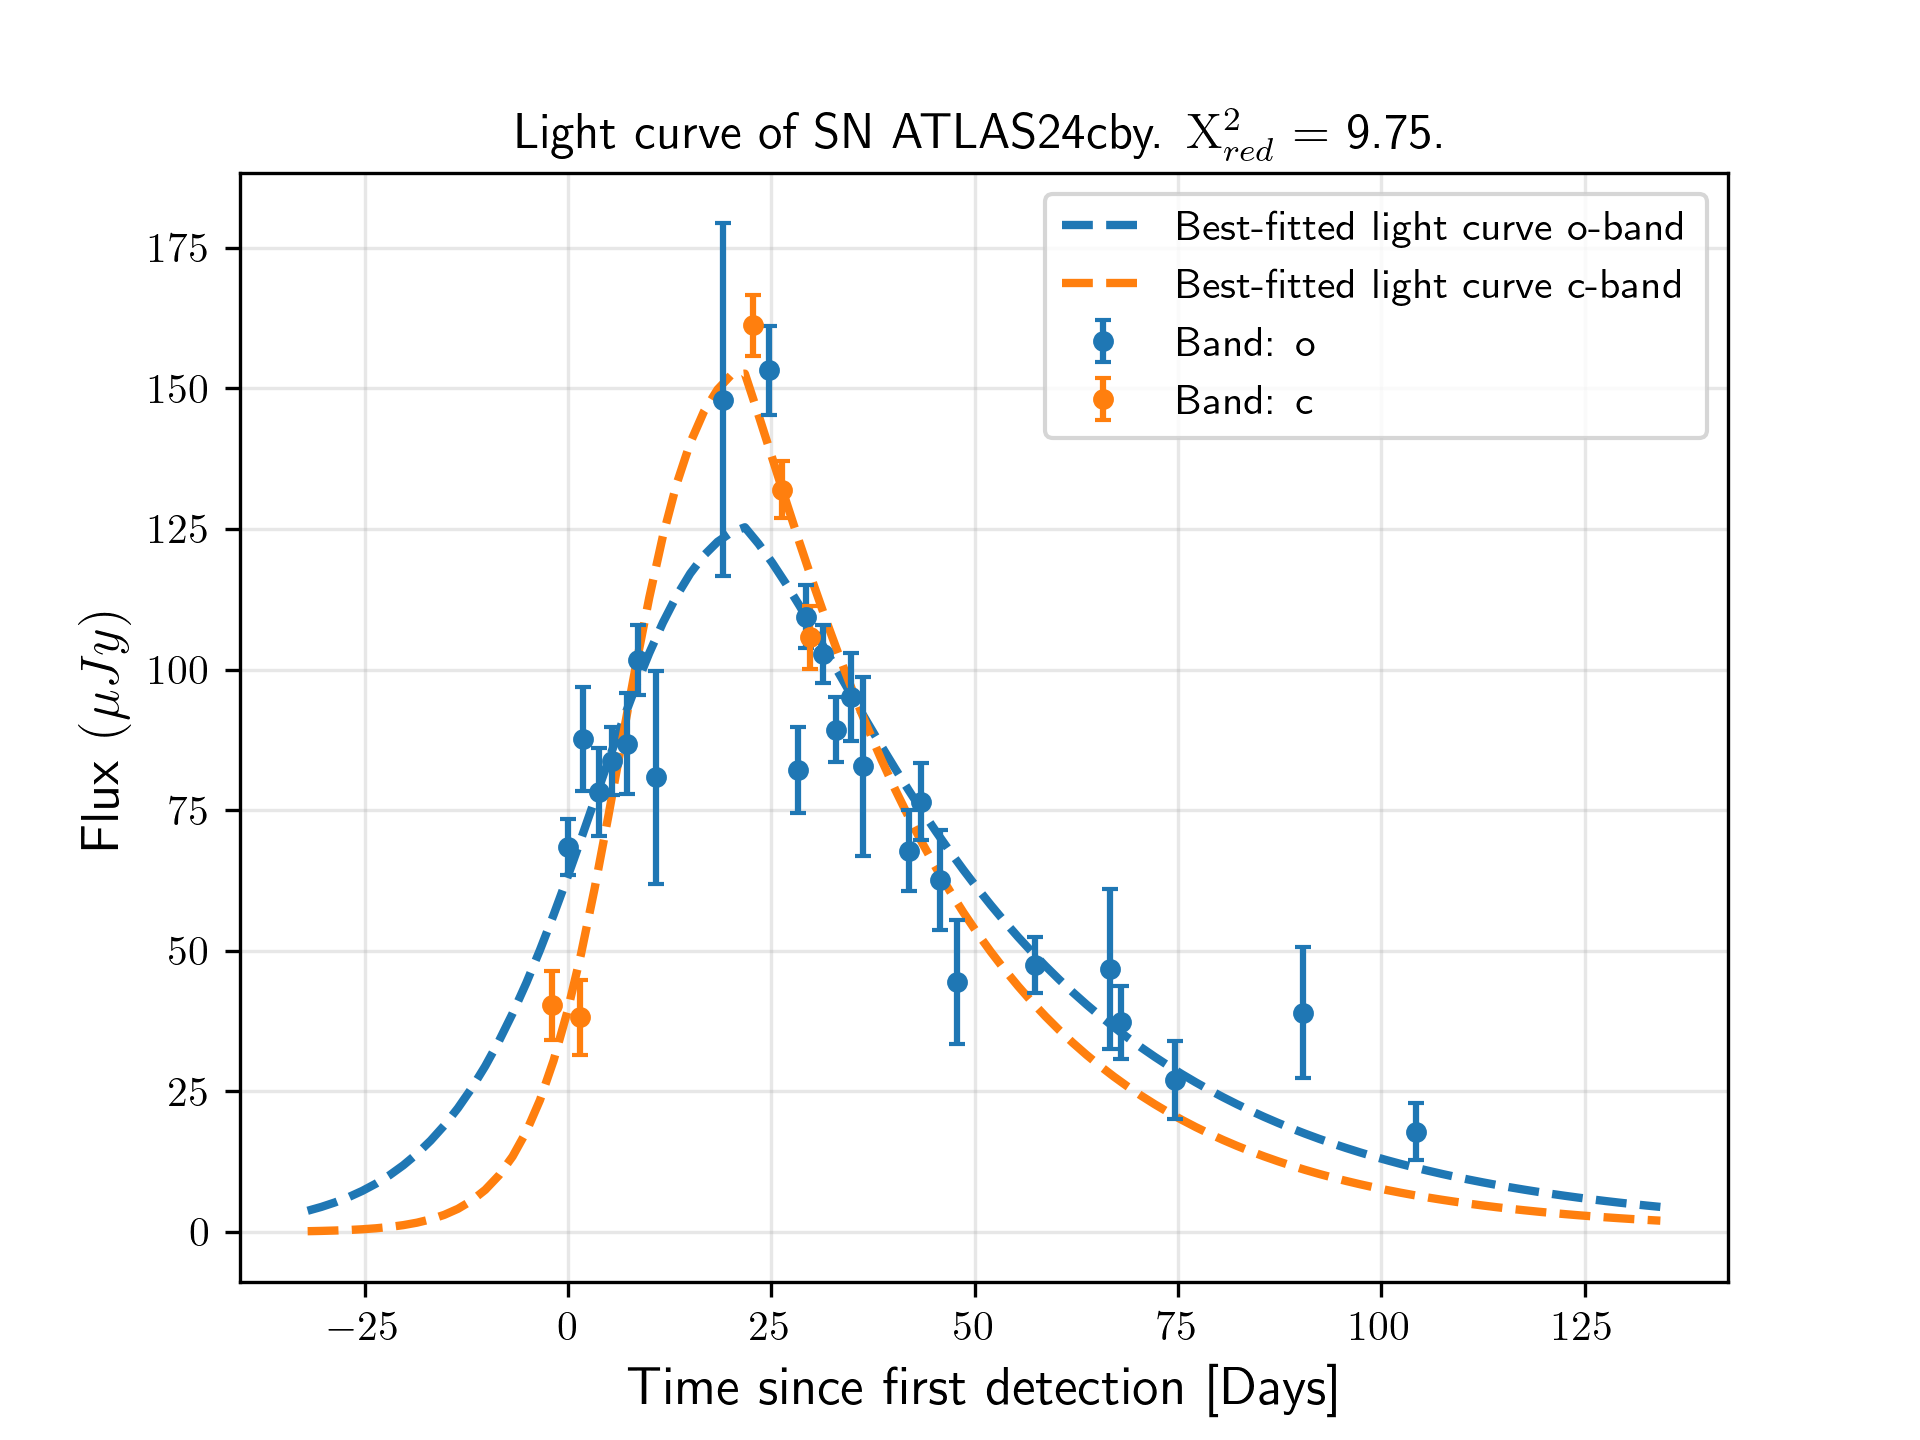 Light curve of SN ATLAS24cby. X²_red = 9.75.
Best-fitted light curve o-band
Best-fitted light curve c-band
Band: o
Band: c
175
150
125
100
75
50
25
0
Flux (μJy)
−25
0
25
50
75
100
125
Time since first detection [Days]